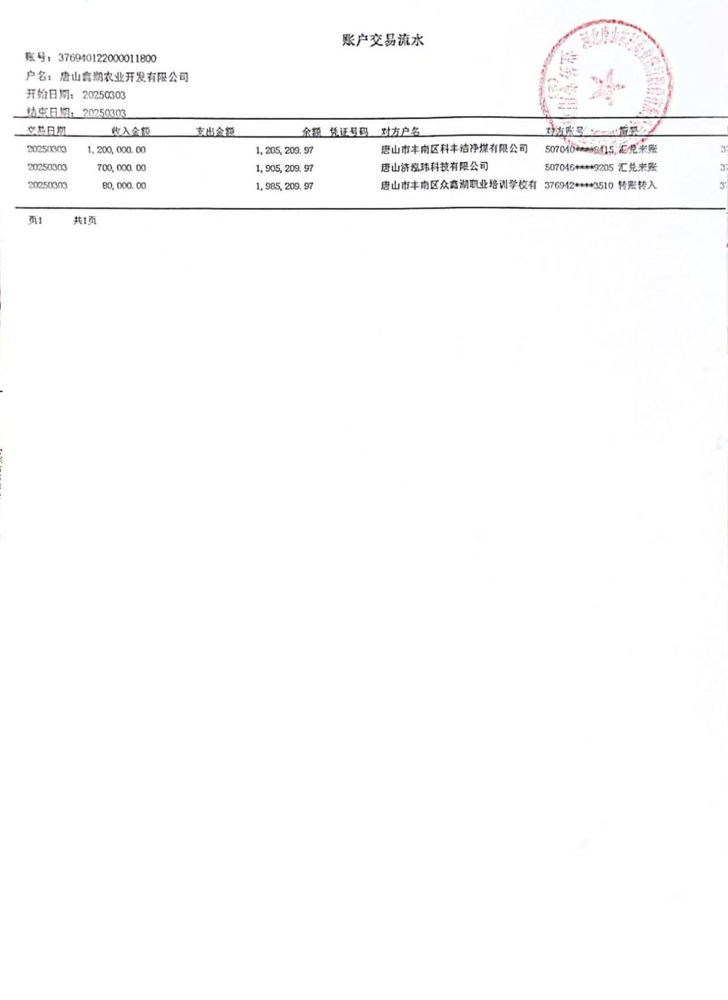 账户交易流水
账号：376940122000011800
户名：唐山鑫湖农业开发有限公司
开始日期：20250303
结束日期：20250303
交易日期 收入金额 支出金额 余额 凭证号码 对方户名 对方账号 摘要
20250303 1,200,000.00 1,205,209.97 唐山市丰南区科丰洁净煤有限公司 507040****8415 汇兑来账
20250303 700,000.00 1,905,209.97 唐山济泓玮科技有限公司 507046****9205 汇兑来账
20250303 80,000.00 1,985,209.97 唐山市丰南区众鑫湖职业培训学校有 376942****3510 转账转入
页1 共1页